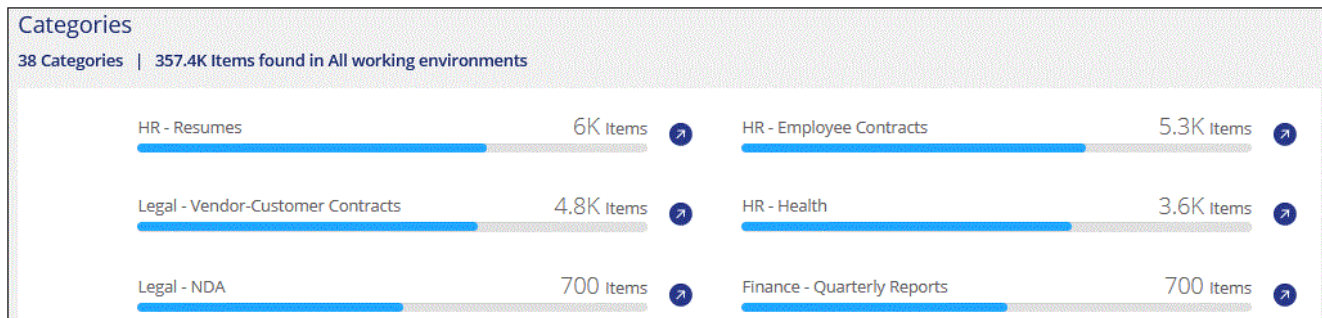 Categories
38 Categories | 357.4K Items found in All working environments
HR - Resumes 6K Items
HR - Employee Contracts 5.3K Items
Legal - Vendor-Customer Contracts 4.8K Items
HR - Health 3.6K Items
Legal - NDA 700 Items
Finance - Quarterly Reports 700 Items